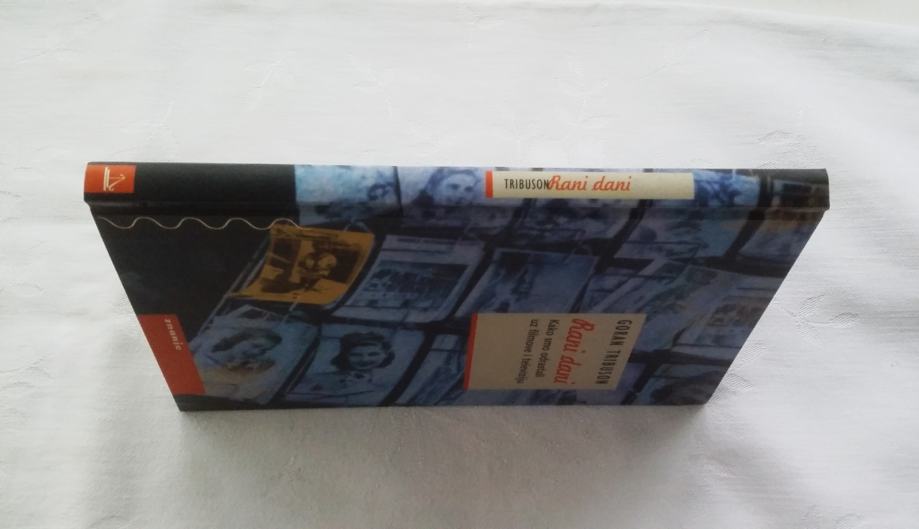 TRIBUSON Rani dani
GORAN TRIBUSON
Rani dani
Kako smo odrastali
uz filmove i televiziju
znanje